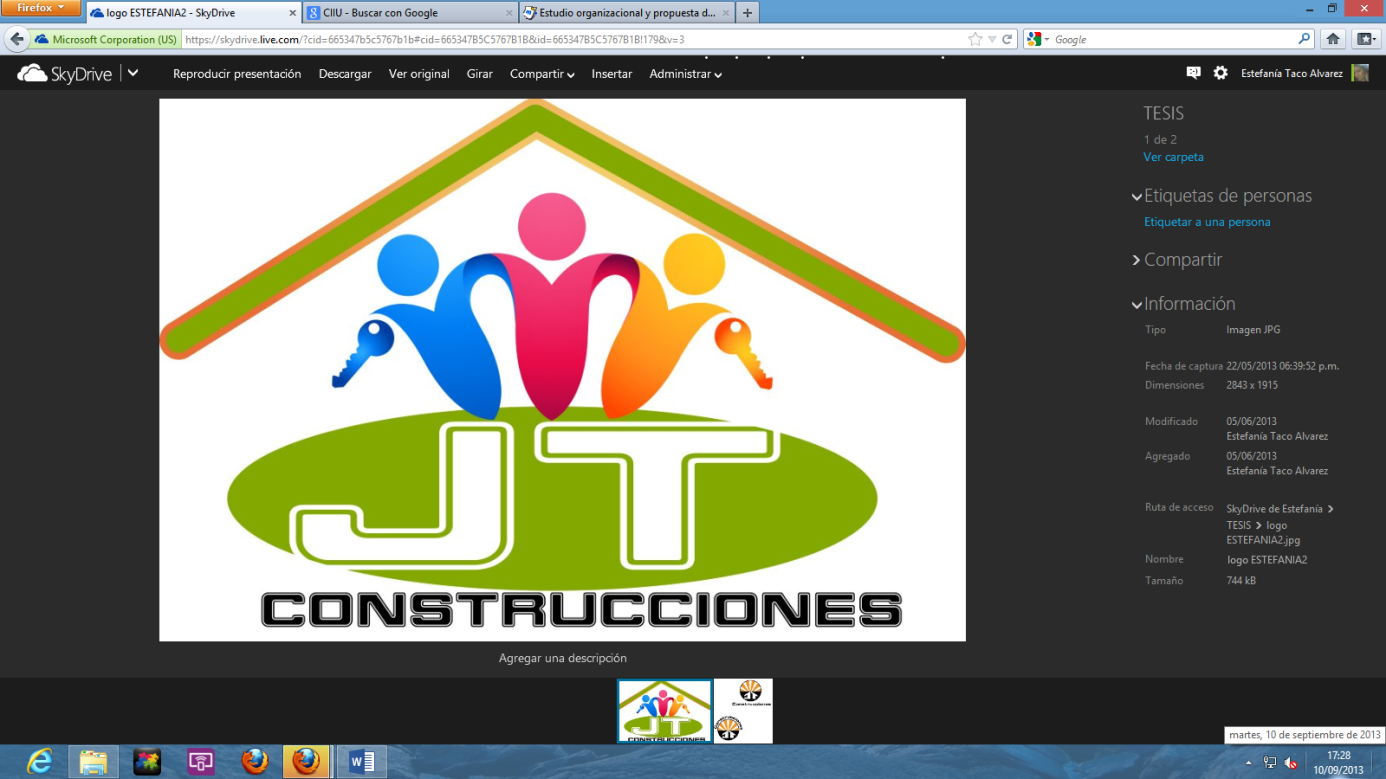 Firefox
logo ESTEFANIA2 - SkyDrive
CIIU - Buscar con Google
Estudio organizacional y propuesta d...
Microsoft Corporation (US)
https://skydrive.live.com/?cid=665347b5c5767b1b#cid=665347B5C5767B1B&id=665347B5C5767B1B!179&v=3
Google
SkyDrive
Reproducir presentación
Descargar
Ver original
Girar
Compartir
Insertar
Administrar
Estefanía Taco Alvarez
JT
CONSTRUCCIONES
Agregar una descripción
TESIS
1 de 2
Ver carpeta
Etiquetas de personas
Etiquetar a una persona
Compartir
Información
Tipo Imagen JPG
Fecha de captura 22/05/2013 06:39:52 p.m.
Dimensiones 2843 x 1915
Modificado 05/06/2013
Estefanía Taco Alvarez
Agregado 05/06/2013
Estefanía Taco Alvarez
Ruta de acceso SkyDrive de Estefanía >
TESIS > logo
ESTEFANIA2.jpg
Nombre logo ESTEFANIA2
Tamaño 744 kB
JT
CONSTRUCCIONES
martes, 10 de septiembre de 2013
17:28
10/09/2013